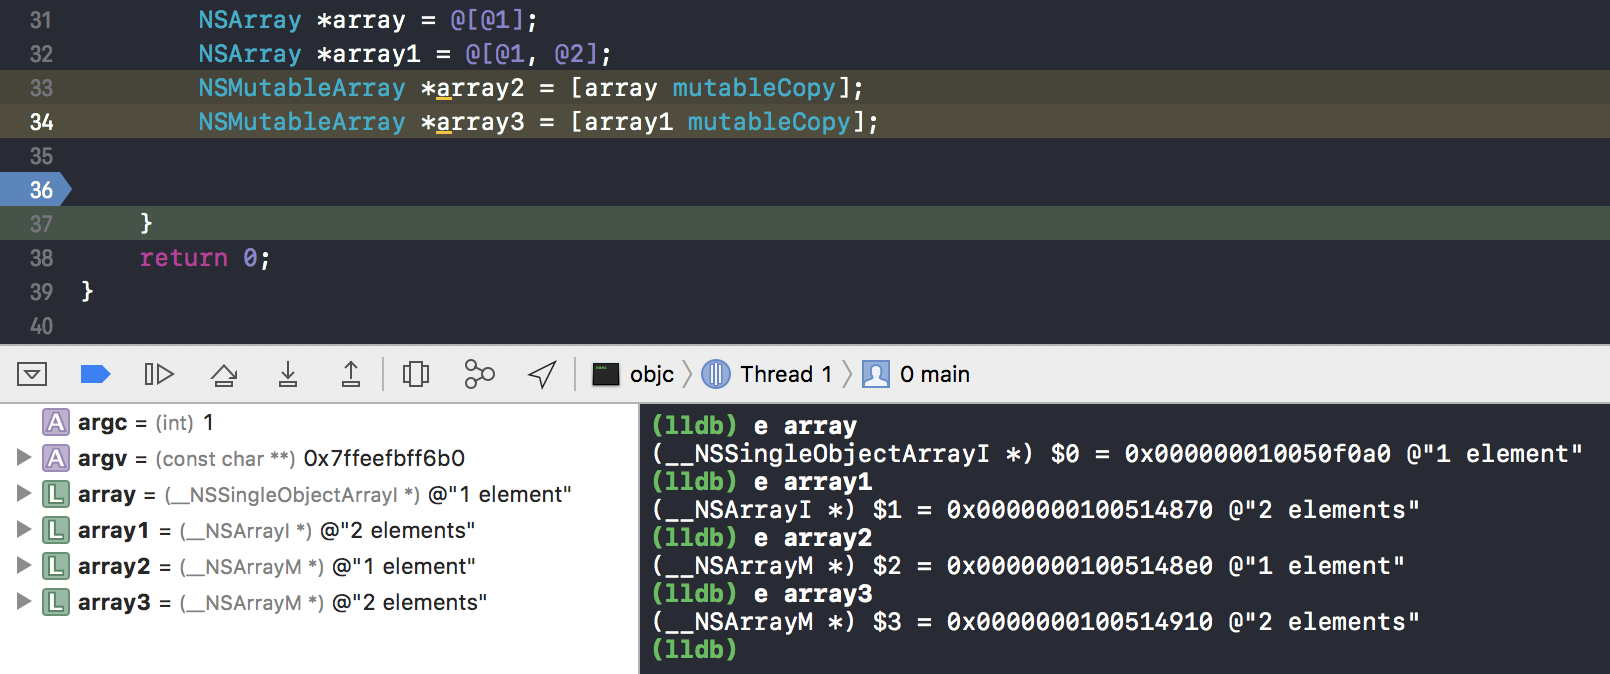 31 NSArray *array = @[@1];
32 NSArray *array1 = @[@1, @2];
33 NSMutableArray *array2 = [array mutableCopy];
34 NSMutableArray *array3 = [array1 mutableCopy];
35
36
37 }
38 return 0;
39 }
40
objc Thread 1 0 main
A argc = (int) 1
A argv = (const char **) 0x7ffeefbff6b0
L array = (__NSSingleObjectArrayI *) @"1 element"
L array1 = (__NSArrayI *) @"2 elements"
L array2 = (__NSArrayM *) @"1 element"
L array3 = (__NSArrayM *) @"2 elements"
(lldb) e array
(__NSSingleObjectArrayI *) $0 = 0x000000010050f0a0 @"1 element"
(lldb) e array1
(__NSArrayI *) $1 = 0x0000000100514870 @"2 elements"
(lldb) e array2
(__NSArrayM *) $2 = 0x00000001005148e0 @"1 element"
(lldb) e array3
(__NSArrayM *) $3 = 0x0000000100514910 @"2 elements"
(lldb)